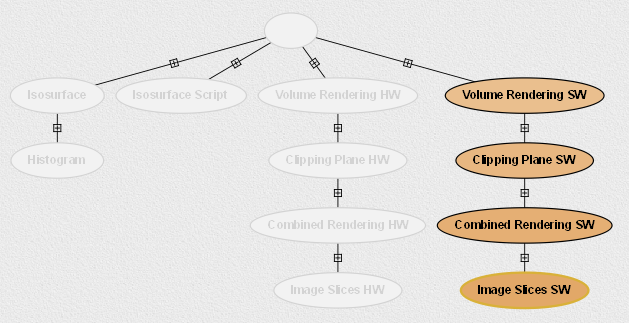 Isosurface
Isosurface Script
Volume Rendering HW
Volume Rendering SW
Histogram
Clipping Plane HW
Clipping Plane SW
Combined Rendering HW
Combined Rendering SW
Image Slices HW
Image Slices SW